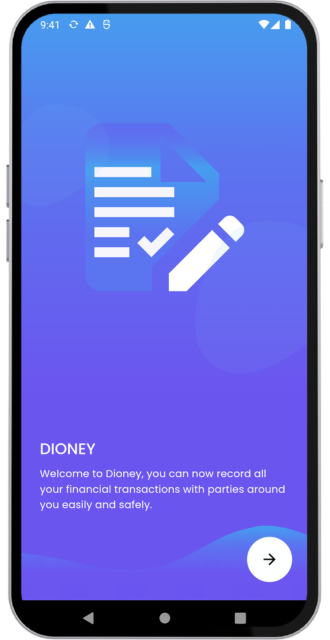 9:41
DIONEY
Welcome to Dioney, you can now record all
your financial transactions with parties around
you easily and safely.